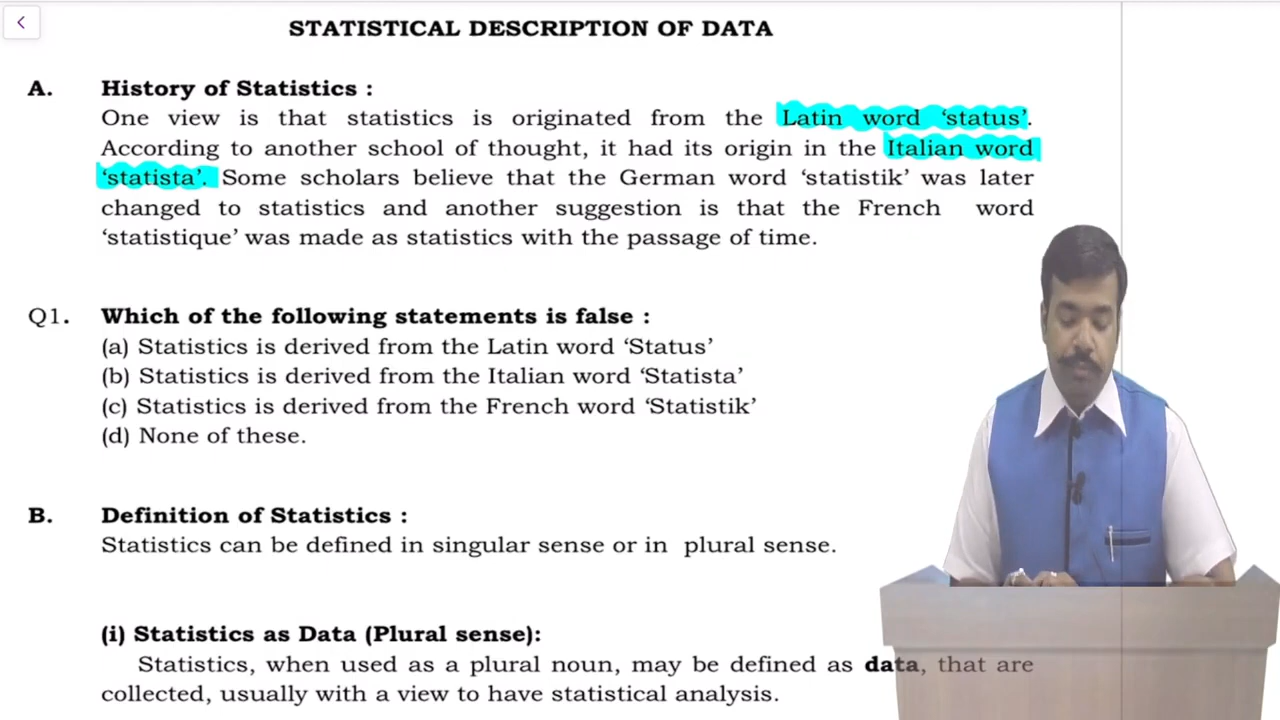 STATISTICAL DESCRIPTION OF DATA
A. History of Statistics :
One view is that statistics is originated from the Latin word ‘status’.
According to another school of thought, it had its origin in the Italian word
‘statista’. Some scholars believe that the German word ‘statistik’ was later
changed to statistics and another suggestion is that the French word
‘statistique’ was made as statistics with the passage of time.
Q1. Which of the following statements is false :
(a) Statistics is derived from the Latin word ‘Status’
(b) Statistics is derived from the Italian word ‘Statista’
(c) Statistics is derived from the French word ‘Statistik’
(d) None of these.
B. Definition of Statistics :
Statistics can be defined in singular sense or in plural sense.
(i) Statistics as Data (Plural sense):
Statistics, when used as a plural noun, may be defined as data, that are
collected, usually with a view to have statistical analysis.